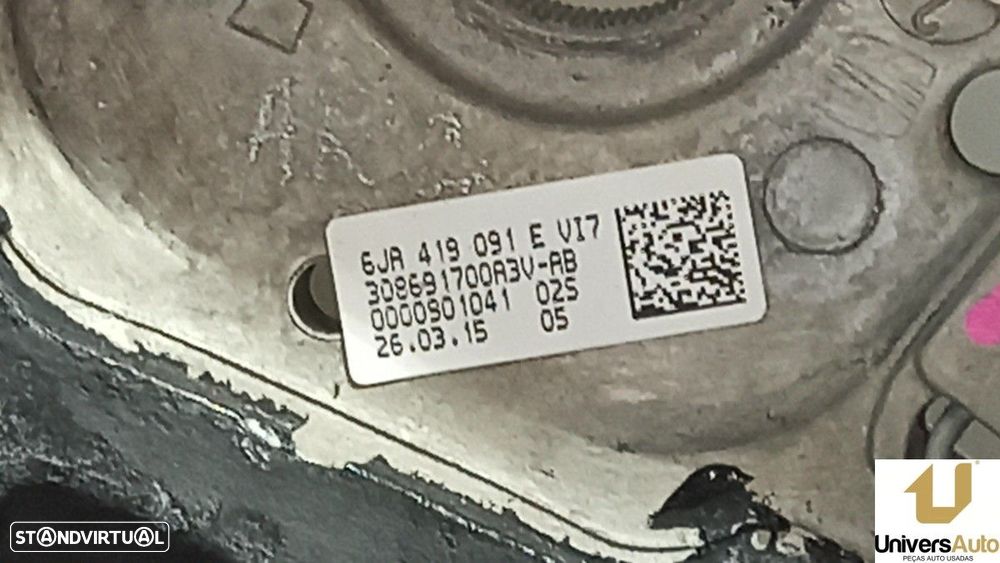 6JA 419 091 E VI7
308691700A3V-AB
0000901041 025
26.03.15 05
STANDVIRTUAL
UniversAuto
PEÇAS AUTO USADAS